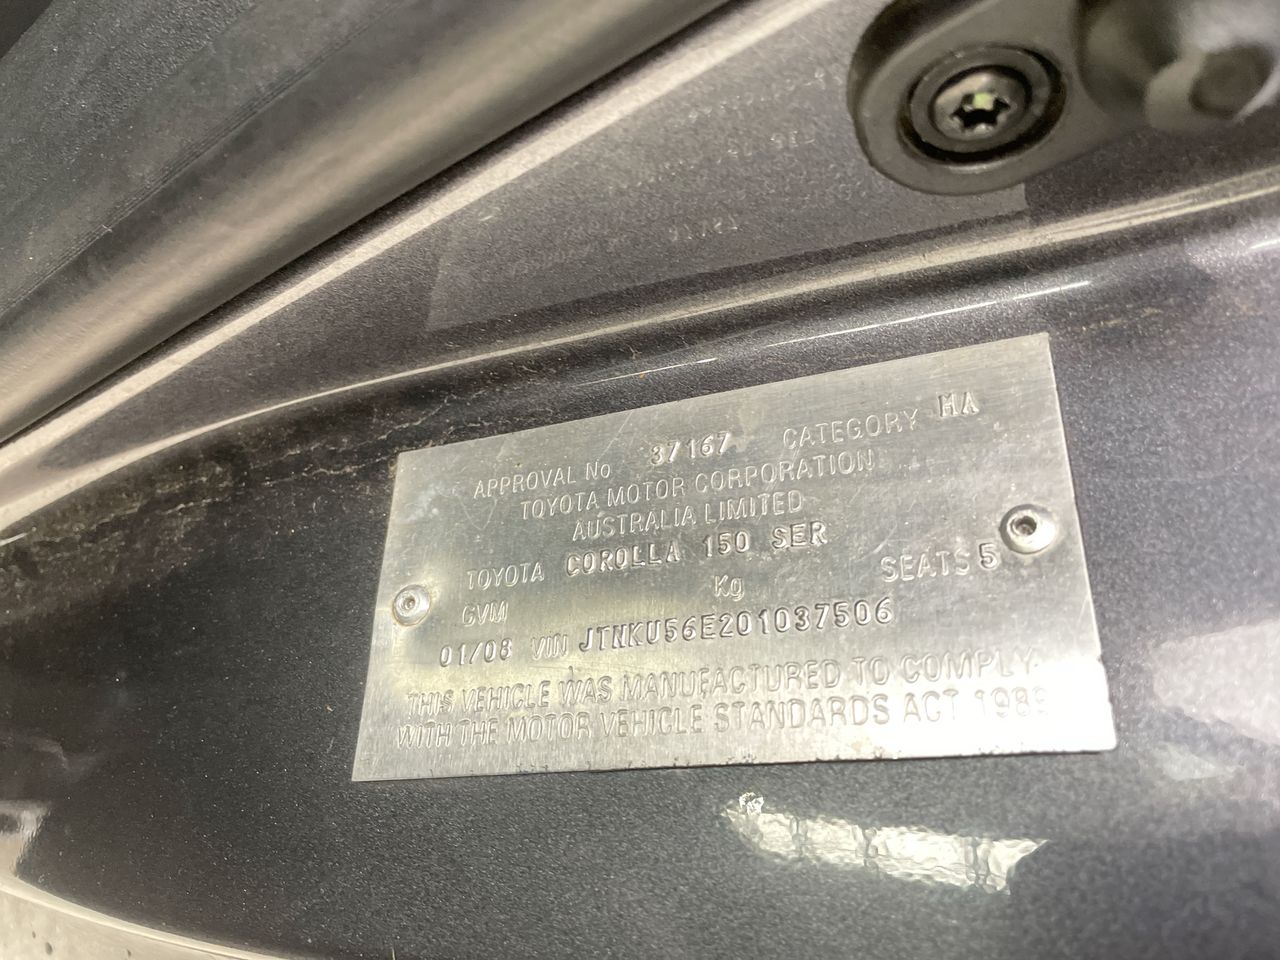 APPROVAL No 37167 CATEGORY MA
TOYOTA MOTOR CORPORATION
AUSTRALIA LIMITED
TOYOTA COROLLA 150 SER
GVM Kg SEATS 5
01/08 VIN JTNKU56E201037506
THIS VEHICLE WAS MANUFACTURED TO COMPLY
WITH THE MOTOR VEHICLE STANDARDS ACT 1989